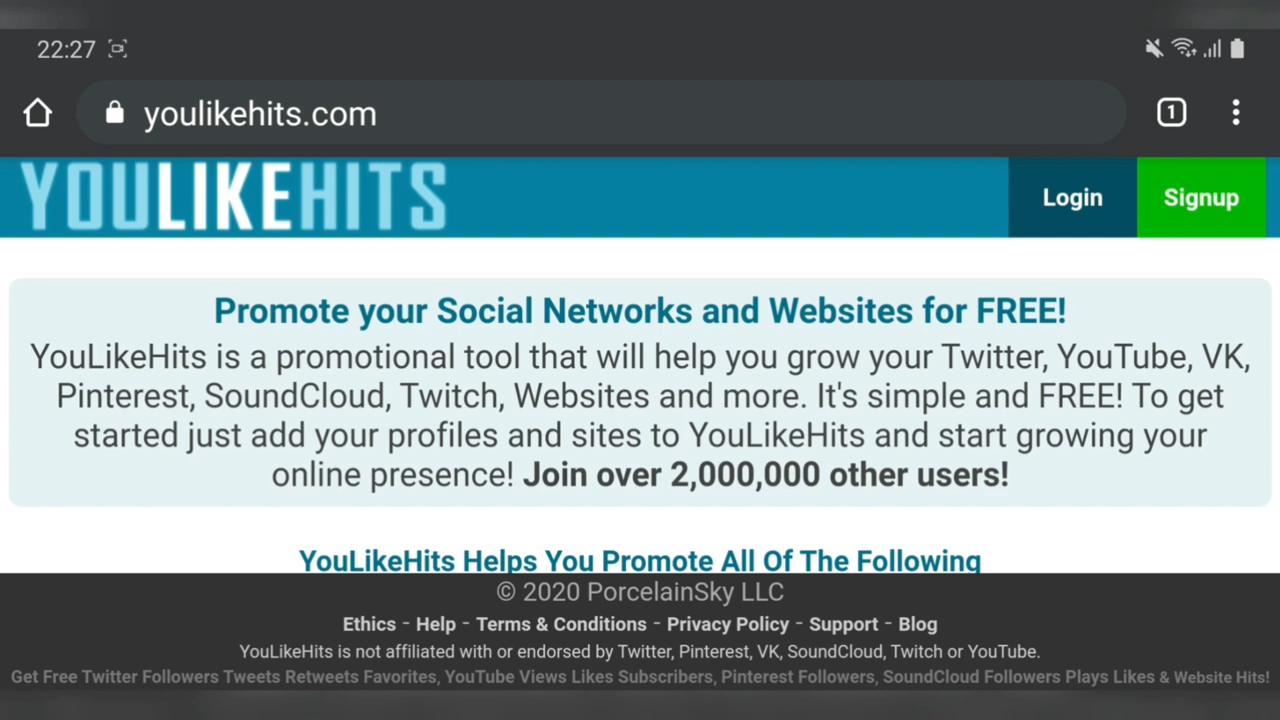 22:27
youlikehits.com
1
YOULIKEHITS
Login
Signup
Promote your Social Networks and Websites for FREE!
YouLikeHits is a promotional tool that will help you grow your Twitter, YouTube, VK,
Pinterest, SoundCloud, Twitch, Websites and more. It's simple and FREE! To get
started just add your profiles and sites to YouLikeHits and start growing your
online presence! Join over 2,000,000 other users!
YouLikeHits Helps You Promote All Of The Following
© 2020 PorcelainSky LLC
Ethics - Help - Terms & Conditions - Privacy Policy - Support - Blog
YouLikeHits is not affiliated with or endorsed by Twitter, Pinterest, VK, SoundCloud, Twitch or YouTube.
Get Free Twitter Followers Tweets Retweets Favorites, YouTube Views Likes Subscribers, Pinterest Followers, SoundCloud Followers Plays Likes & Website Hits!